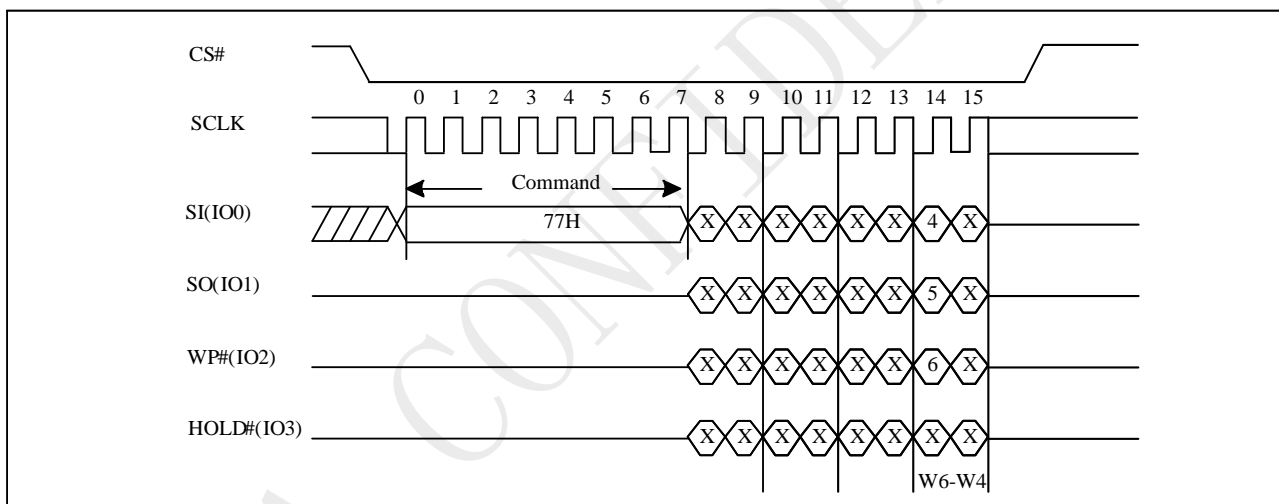 CS#
0 1 2 3 4 5 6 7 8 9 10 11 12 13 14 15
SCLK
Command
SI(IO0) 77H X X X X X X 4 X
SO(IO1) X X X X X X 5 X
WP#(IO2) X X X X X X 6 X
HOLD#(IO3) X X X X X X X X
W6-W4